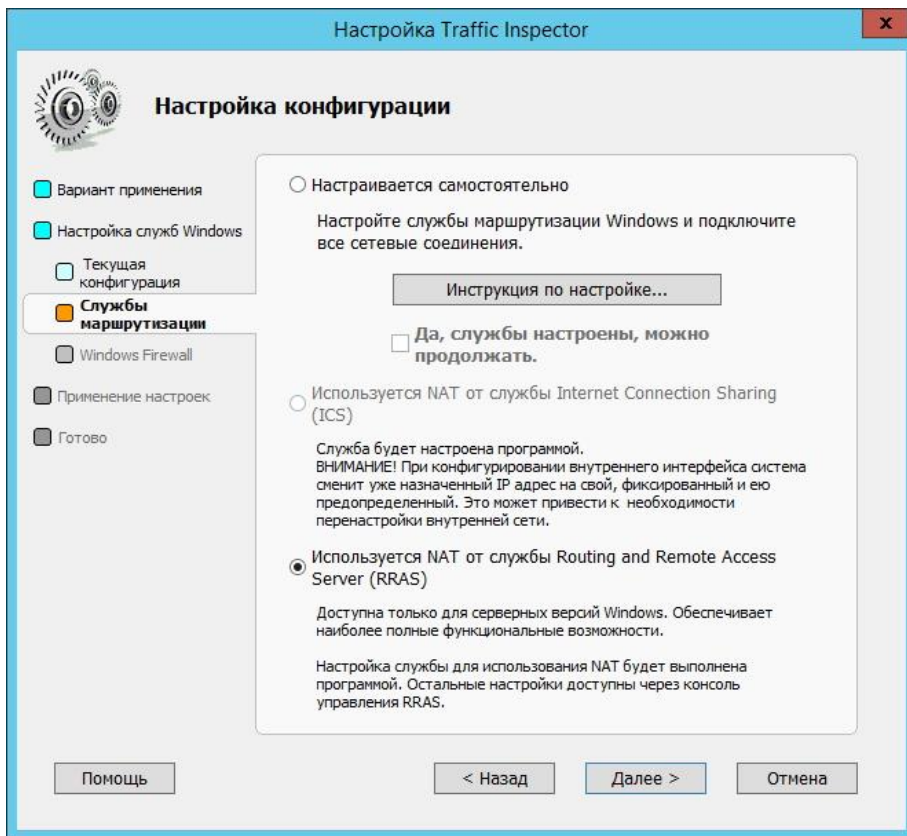 Настройка Traffic Inspector
x
Настройка конфигурации
Вариант применения
Настройка служб Windows
Текущая
конфигурация
Службы
маршрутизации
Windows Firewall
Применение настроек
Готово
Настраивается самостоятельно
Настройте службы маршрутизации Windows и подключите
все сетевые соединения.
Инструкция по настройке...
Да, службы настроены, можно
продолжать.
Используется NAT от службы Internet Connection Sharing
(ICS)
Служба будет настроена программой.
ВНИМАНИЕ! При конфигурировании внутреннего интерфейса система
сменит уже назначенный IP адрес на свой, фиксированный и ею
предопределенный. Это может привести к необходимости
перенастройки внутренней сети.
Используется NAT от службы Routing and Remote Access
Server (RRAS)
Доступна только для серверных версий Windows. Обеспечивает
наиболее полные функциональные возможности.
Настройка службы для использования NAT будет выполнена
программой. Остальные настройки доступны через консоль
управления RRAS.
Помощь
< Назад
Далее >
Отмена